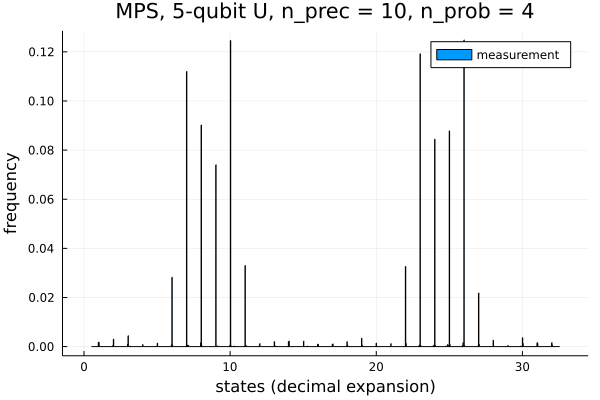 MPS, 5-qubit U, n_prec = 10, n_prob = 4
measurement
0.12
0.10
0.08
0.06
0.04
0.02
0.00
frequency
0 10 20 30
states (decimal expansion)